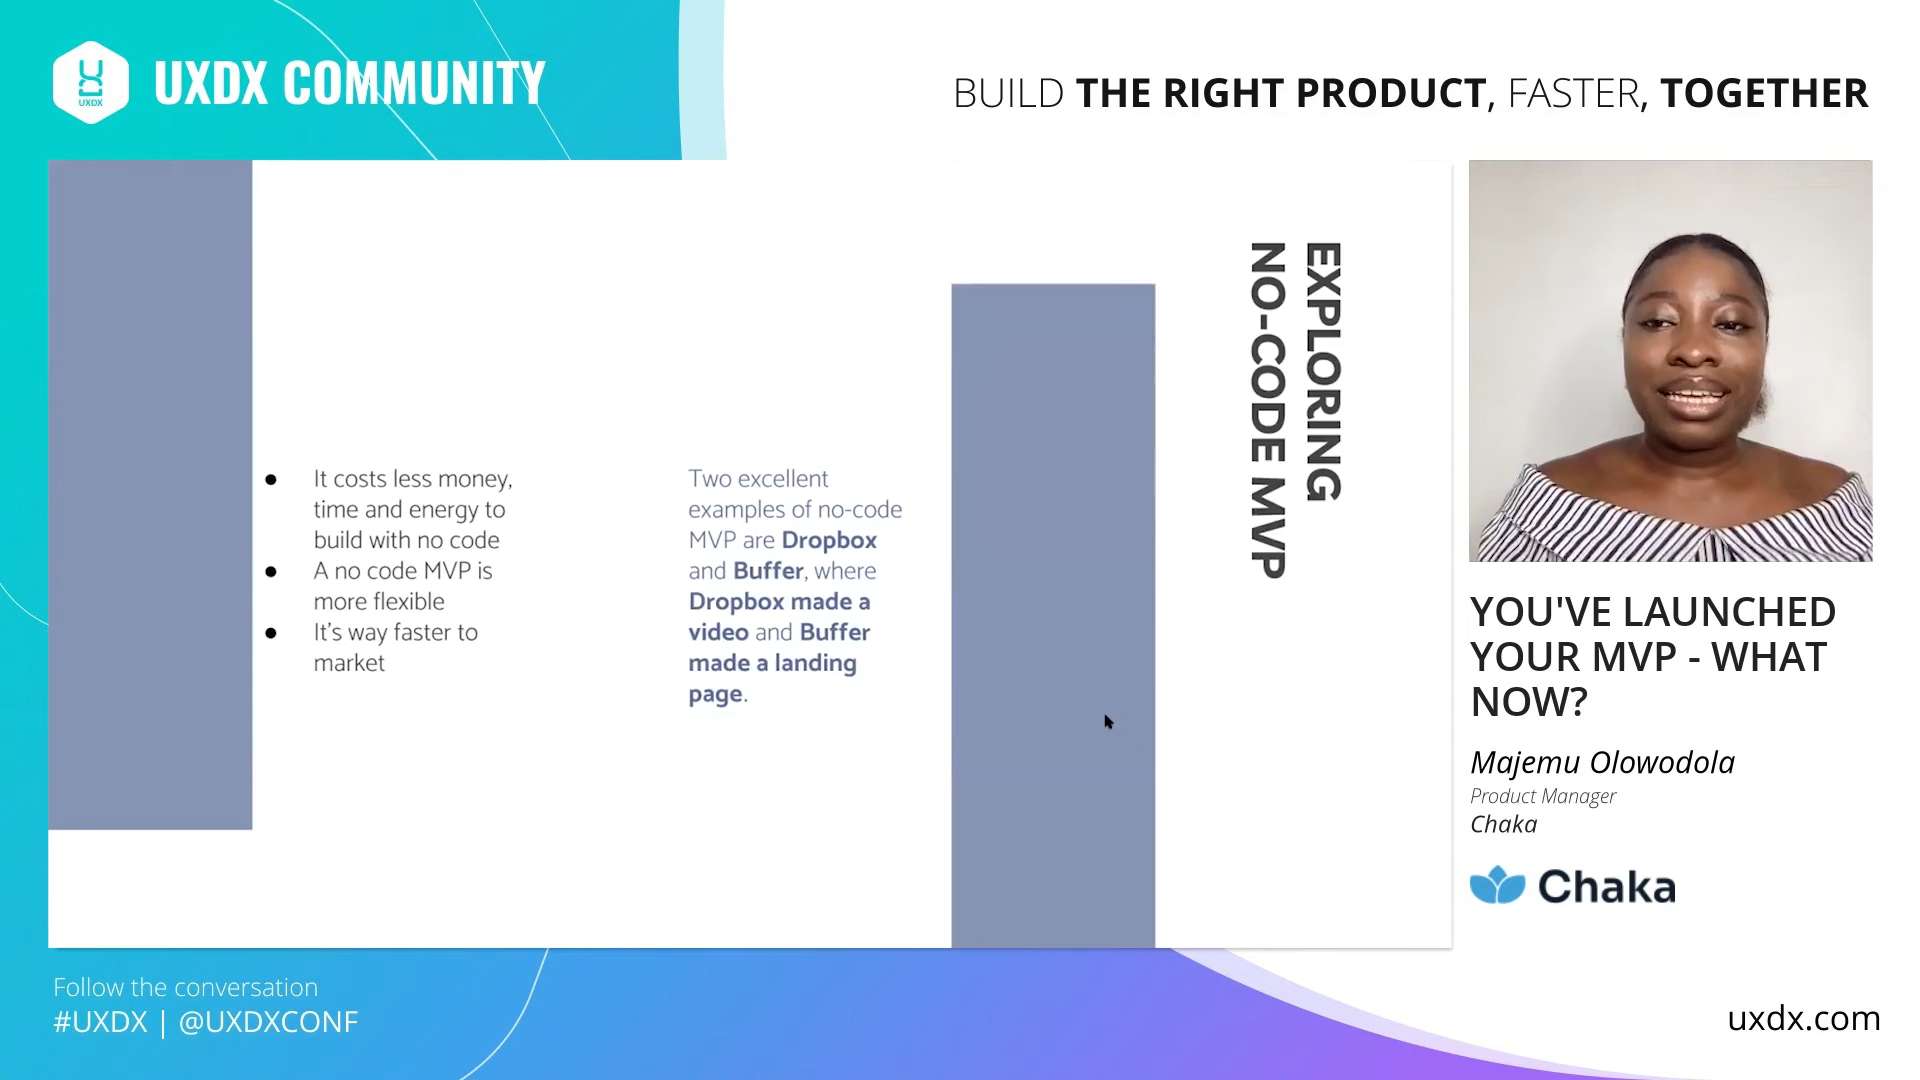 UXDX
UXDX COMMUNITY
BUILD THE RIGHT PRODUCT, FASTER, TOGETHER
EXPLORING
NO-CODE MVP
● It costs less money,
time and energy to
build with no code
● A no code MVP is
more flexible
● It's way faster to
market
Two excellent
examples of no-code
MVP are Dropbox
and Buffer, where
Dropbox made a
video and Buffer
made a landing
page.
YOU'VE LAUNCHED
YOUR MVP - WHAT
NOW?
Majemu Olowodola
Product Manager
Chaka
Chaka
Follow the conversation
#UXDX | @UXDXCONF
uxdx.com